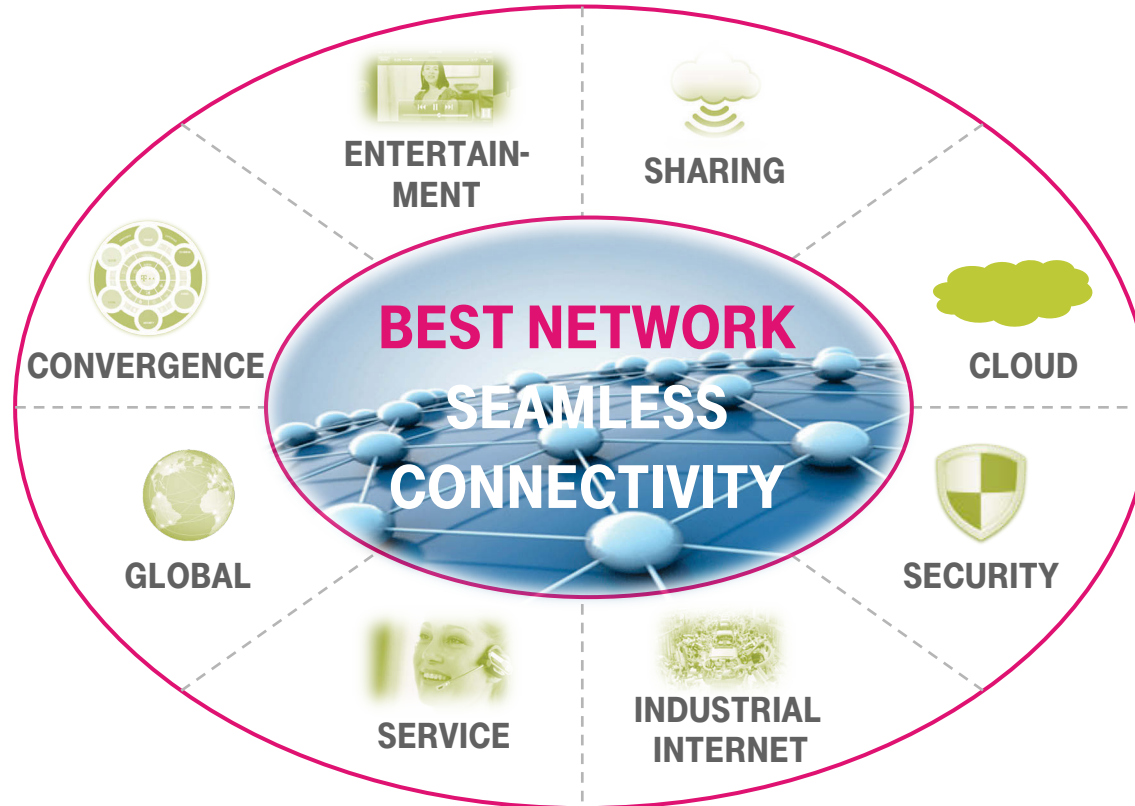 ENTERTAIN-
MENT
SHARING
CONVERGENCE
BEST NETWORK
SEAMLESS
CONNECTIVITY
CLOUD
GLOBAL
SECURITY
SERVICE
INDUSTRIAL
INTERNET